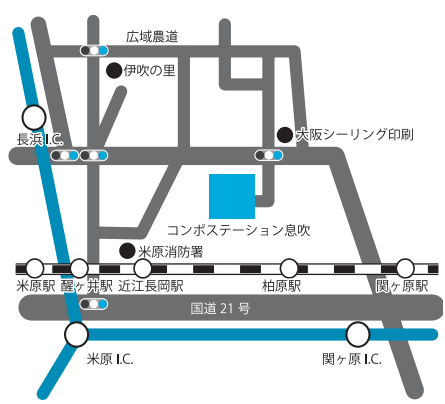 広域農道
伊吹の里
大阪シーリング印刷
長浜 I.C.
コンポステーション息吹
米原消防署
米原駅
醒ヶ井駅
近江長岡駅
柏原駅
関ヶ原駅
国道 21 号
米原 I.C.
関ヶ原 I.C.